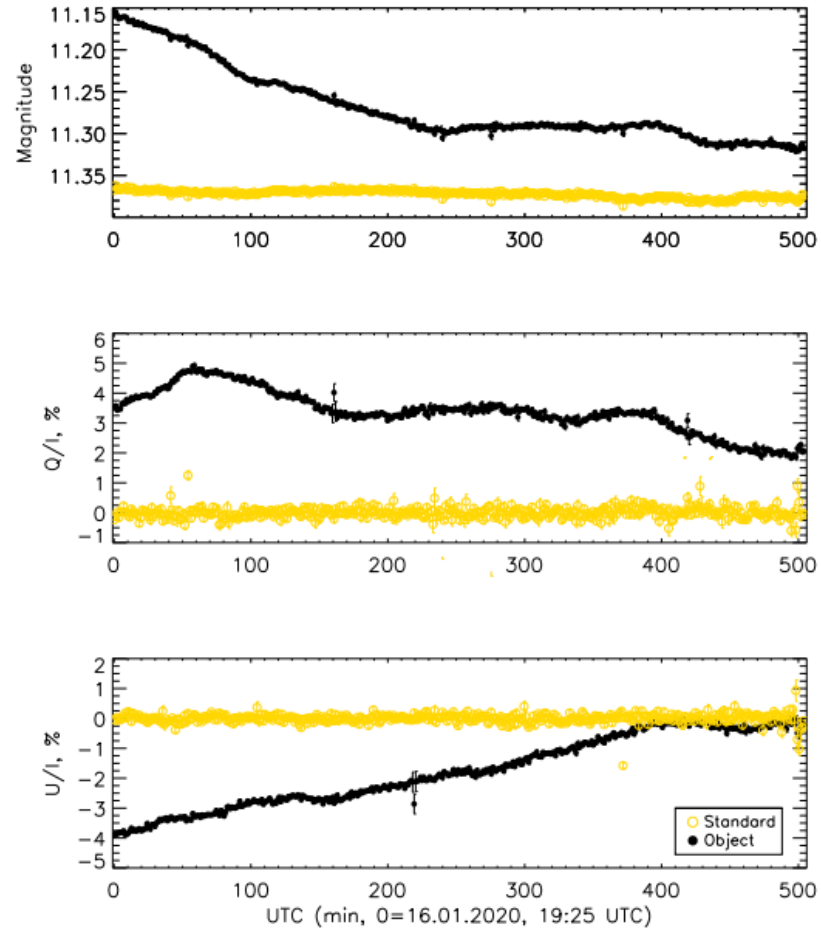 11.15
11.20
11.25
11.30
11.35
Magnitude
0 100 200 300 400 500
6
5
4
3
2
1
0
−1
Q/I, %
0 100 200 300 400 500
2
1
0
−1
−2
−3
−4
−5
U/I, %
Standard
Object
0 100 200 300 400 500
UTC (min, 0=16.01.2020, 19:25 UTC)